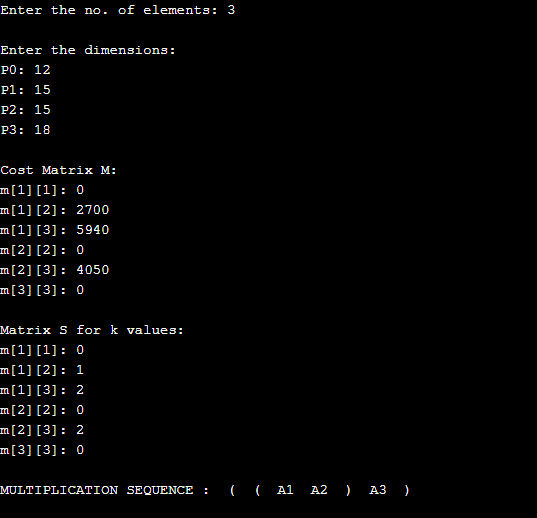 Enter the no. of elements: 3
Enter the dimensions:
P0: 12
P1: 15
P2: 15
P3: 18
Cost Matrix M:
m[1][1]: 0
m[1][2]: 2700
m[1][3]: 5940
m[2][2]: 0
m[2][3]: 4050
m[3][3]: 0
Matrix S for k values:
m[1][1]: 0
m[1][2]: 1
m[1][3]: 2
m[2][2]: 0
m[2][3]: 2
m[3][3]: 0
MULTIPLICATION SEQUENCE : ( ( A1 A2 ) A3 )